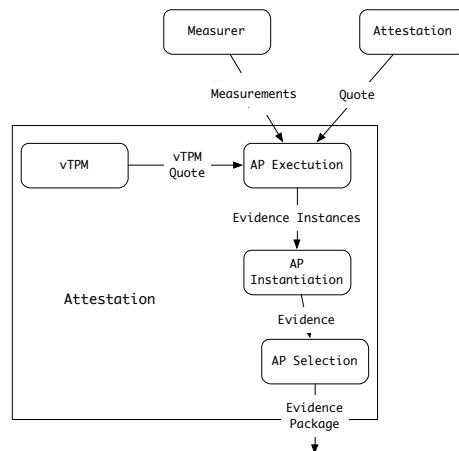 Measurer
Attestation
Measurements
Quote
vTPM
vTPM
Quote
AP Exectution
Evidence Instances
AP
Instantiation
Attestation
Evidence
AP Selection
Evidence
Package